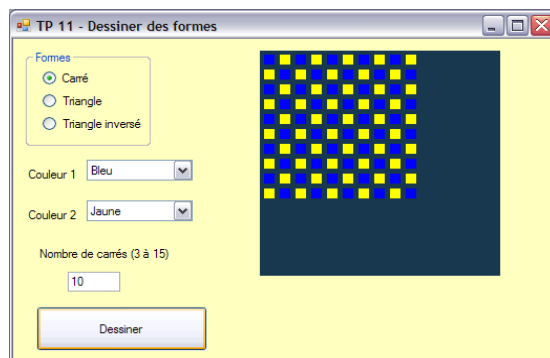 TP 11 - Dessiner des formes
Formes
Carré
Triangle
Triangle inversé
Couleur 1 Bleu
Couleur 2 Jaune
Nombre de carrés (3 à 15)
10
Dessiner